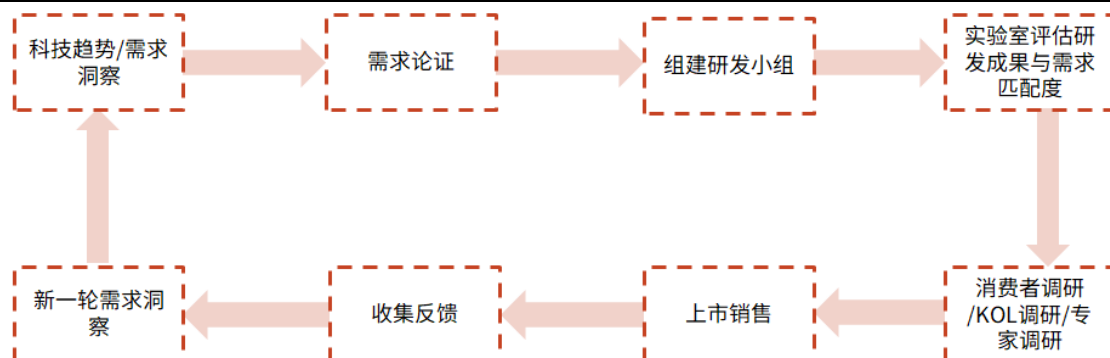 科技趋势/需求
洞察
需求论证
组建研发小组
实验室评估研
发成果与需求
匹配度
新一轮需求洞
察
收集反馈
上市销售
消费者调研
/KOL调研/专
家调研